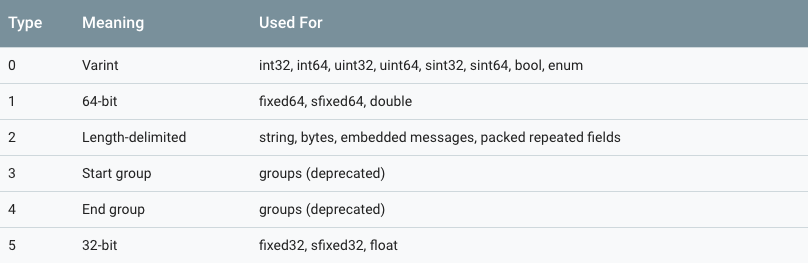 Type Meaning Used For
0 Varint int32, int64, uint32, uint64, sint32, sint64, bool, enum
1 64-bit fixed64, sfixed64, double
2 Length-delimited string, bytes, embedded messages, packed repeated fields
3 Start group groups (deprecated)
4 End group groups (deprecated)
5 32-bit fixed32, sfixed32, float